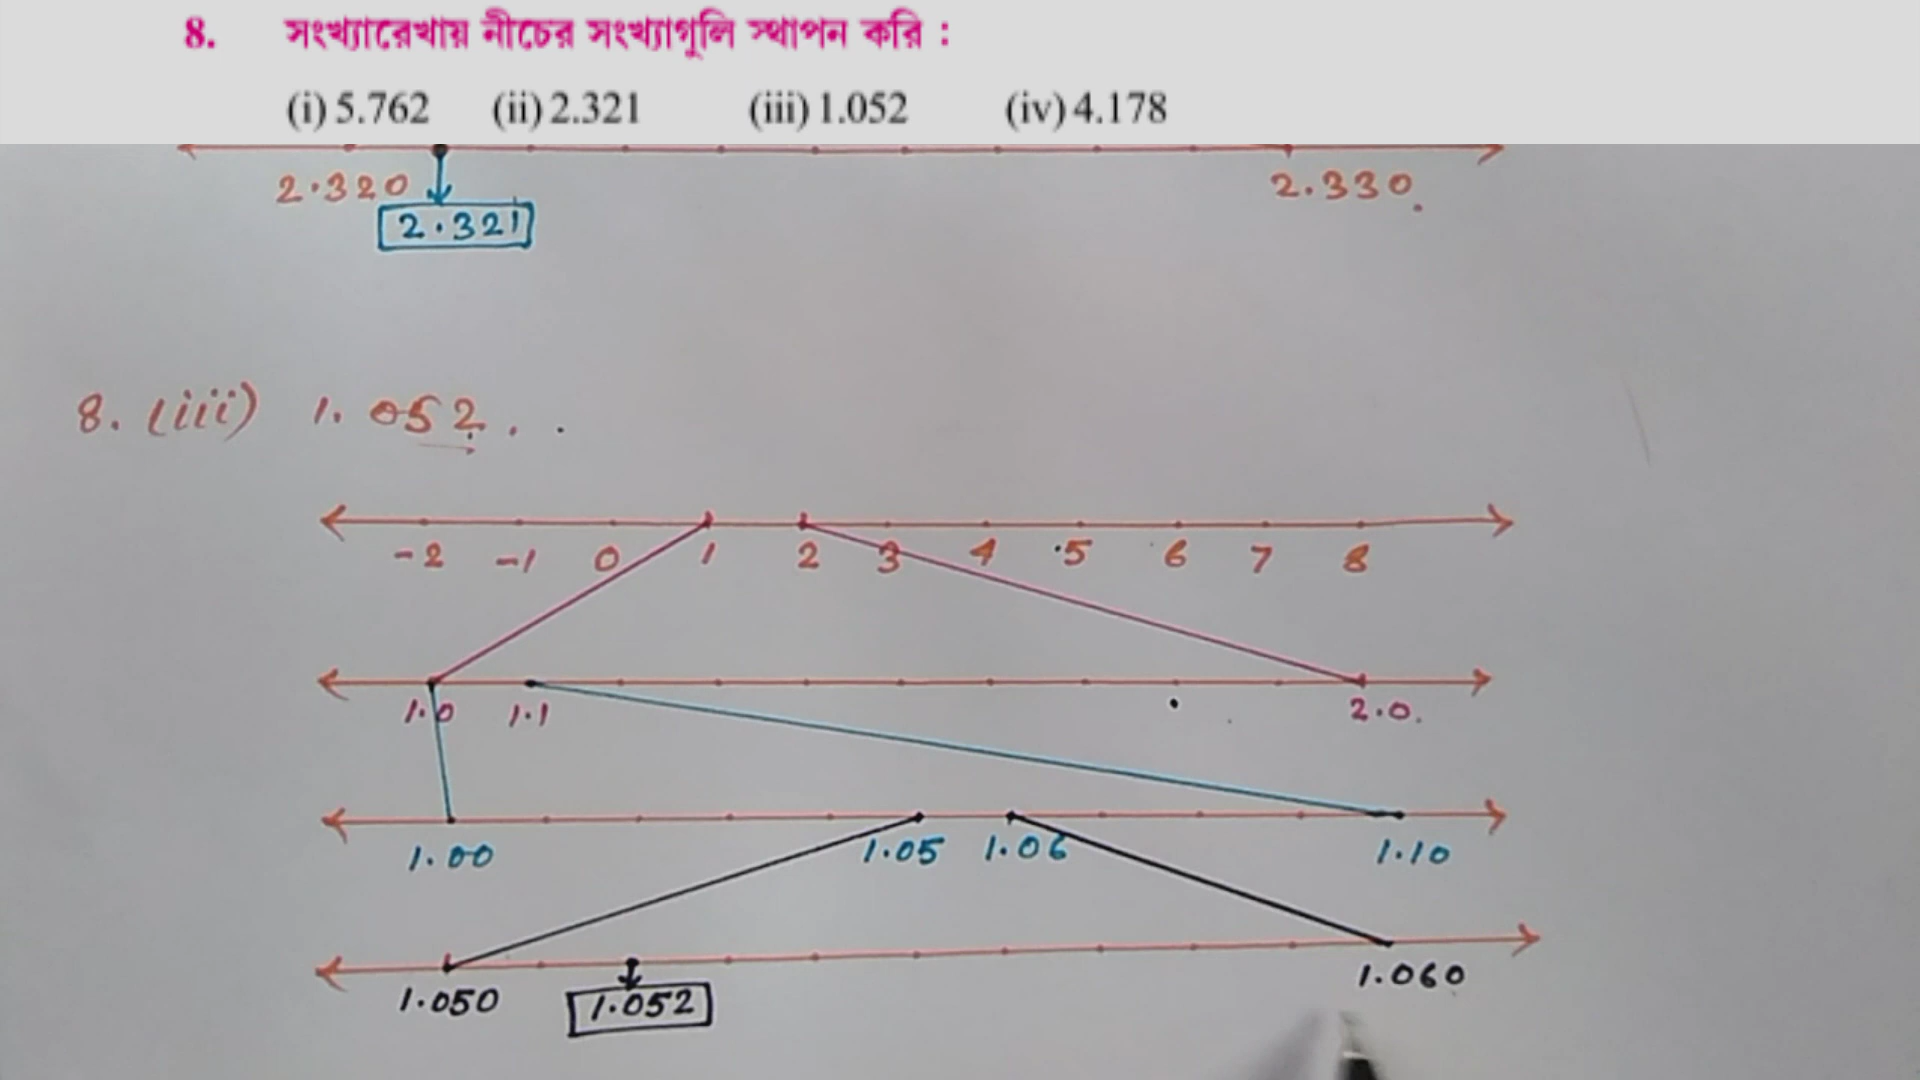 8. সংখ্যারেখায় নীচের সংখ্যাগুলি স্থাপন করি :
(i) 5.762 (ii) 2.321 (iii) 1.052 (iv) 4.178
2.320 2.330
2.321
8. (iii) 1.052
-2 -1 0 1 2 3 4 5 6 7 8
1.0 1.1 2.0
1.00 1.05 1.06 1.10
1.050 1.052 1.060